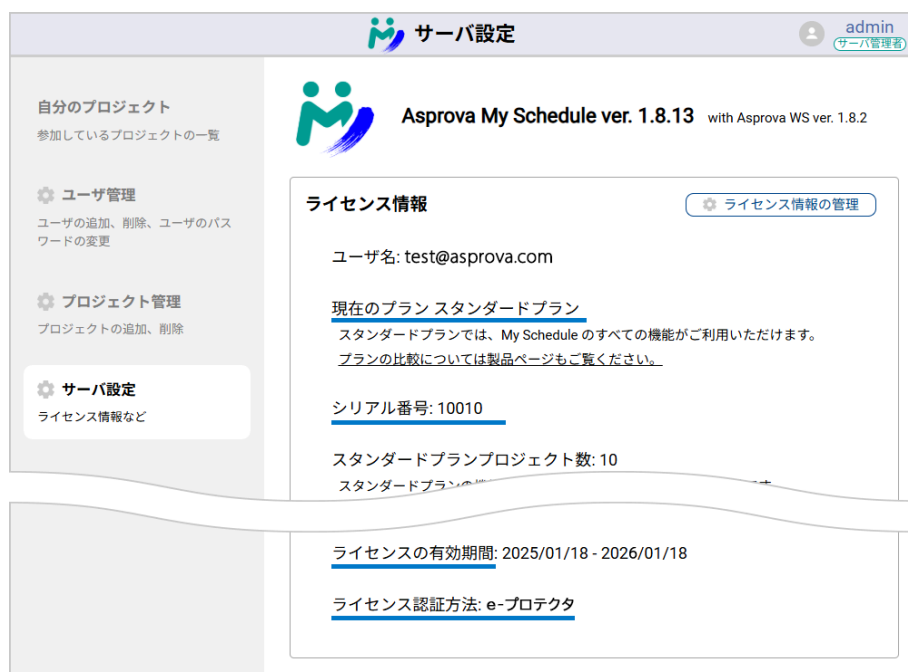 サーバ設定
admin
サーバ管理者
自分のプロジェクト
参加しているプロジェクトの一覧
ユーザ管理
ユーザの追加、削除、ユーザのパス
ワードの変更
プロジェクト管理
プロジェクトの追加、削除
サーバ設定
ライセンス情報など
Asprova My Schedule ver. 1.8.13 with Asprova WS ver. 1.8.2
ライセンス情報
ライセンス情報の管理
ユーザ名: test@asprova.com
現在のプラン スタンダードプラン
スタンダードプランでは、My Schedule のすべての機能がご利用いただけます。
プランの比較については製品ページもご覧ください。
シリアル番号: 10010
スタンダードプランプロジェクト数: 10
スタンダードプランの
ライセンスの有効期間: 2025/01/18 - 2026/01/18
ライセンス認証方法: e-プロテクタ